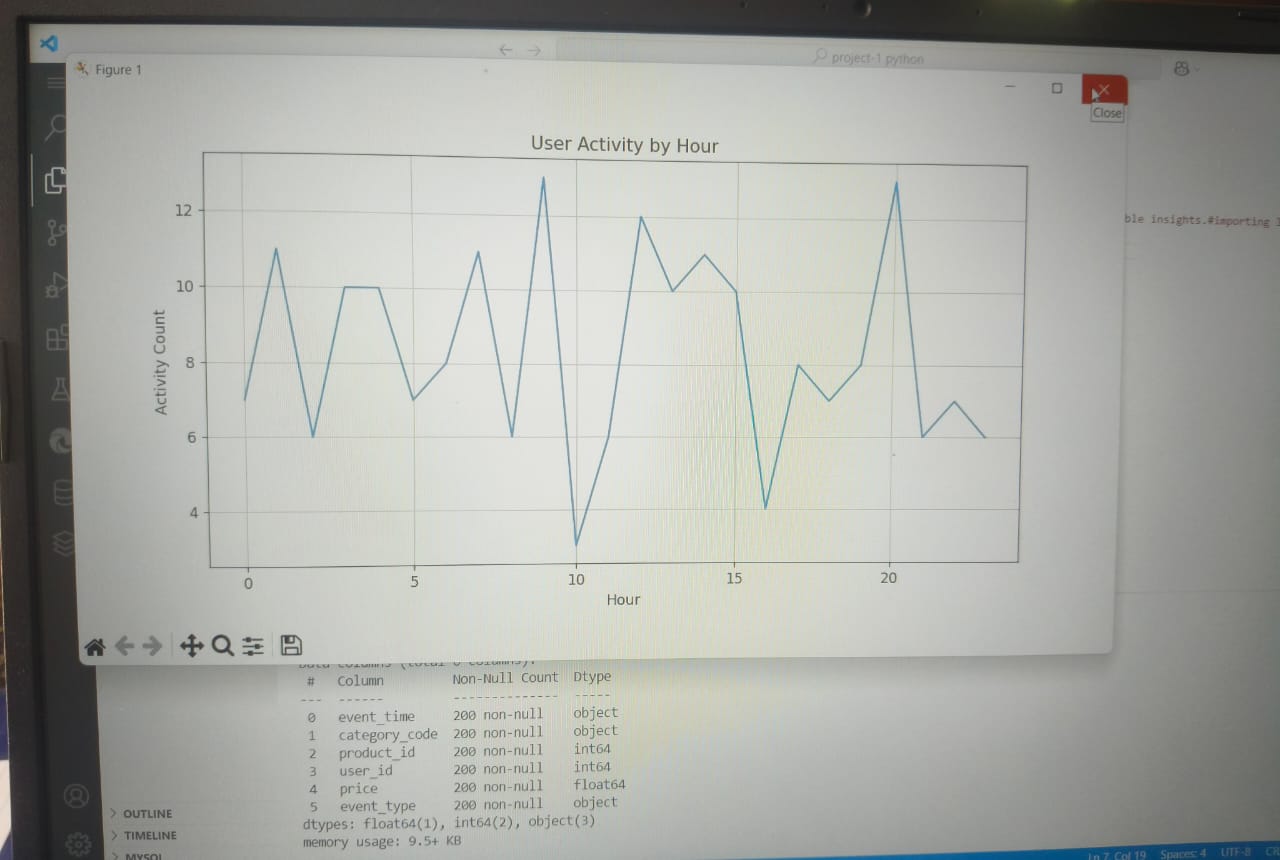 project-1 python
Figure 1
Close
User Activity by Hour
ble insights.#importing
12
10
8
6
4
Activity Count
0 5 10 15 20
Hour
# Column Non-Null Count Dtype
--- ------ -------------- -----
0 event_time 200 non-null object
1 category_code 200 non-null object
2 product_id 200 non-null int64
3 user_id 200 non-null int64
4 price 200 non-null float64
5 event_type 200 non-null object
dtypes: float64(1), int64(2), object(3)
memory usage: 9.5+ KB
OUTLINE
TIMELINE
MYSQL
Ln 7, Col 19 Spaces: 4 UTF-8